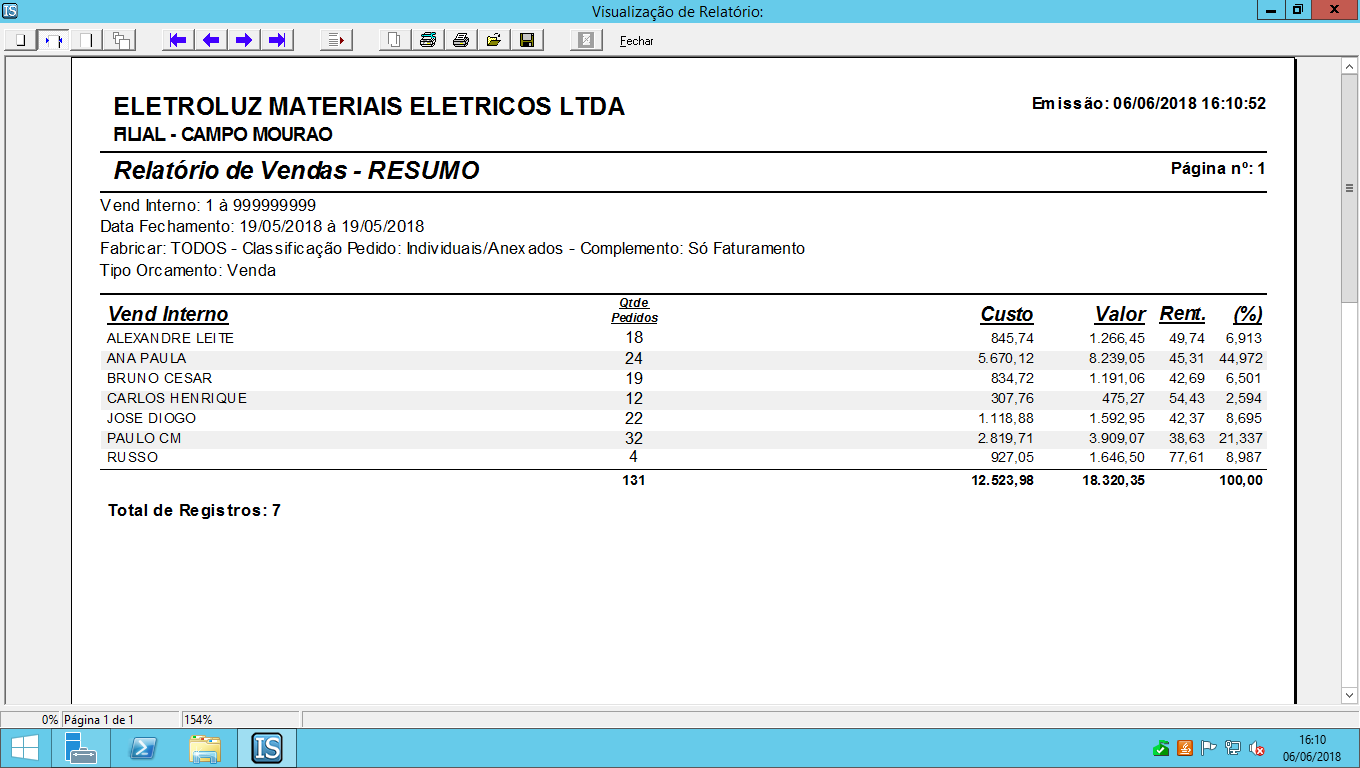 IS Visualização de Relatório:
Fechar
ELETROLUZ MATERIAIS ELETRICOS LTDA Emissão: 06/06/2018 16:10:52
FILIAL - CAMPO MOURAO
Relatório de Vendas - RESUMO Página nº: 1
Vend Interno: 1 à 999999999
Data Fechamento: 19/05/2018 à 19/05/2018
Fabricar: TODOS - Classificação Pedido: Individuais/Anexados - Complemento: Só Faturamento
Tipo Orcamento: Venda
Vend Interno Qtde Pedidos Custo Valor Rent. (%)
ALEXANDRE LEITE 18 845,74 1.266,45 49,74 6,913
ANA PAULA 24 5.670,12 8.239,05 45,31 44,972
BRUNO CESAR 19 834,72 1.191,06 42,69 6,501
CARLOS HENRIQUE 12 307,76 475,27 54,43 2,594
JOSE DIOGO 22 1.118,88 1.592,95 42,37 8,695
PAULO CM 32 2.819,71 3.909,07 38,63 21,337
RUSSO 4 927,05 1.646,50 77,61 8,987
131 12.523,98 18.320,35 100,00
Total de Registros: 7
0% Página 1 de 1 154%
IS 16:10
06/06/2018